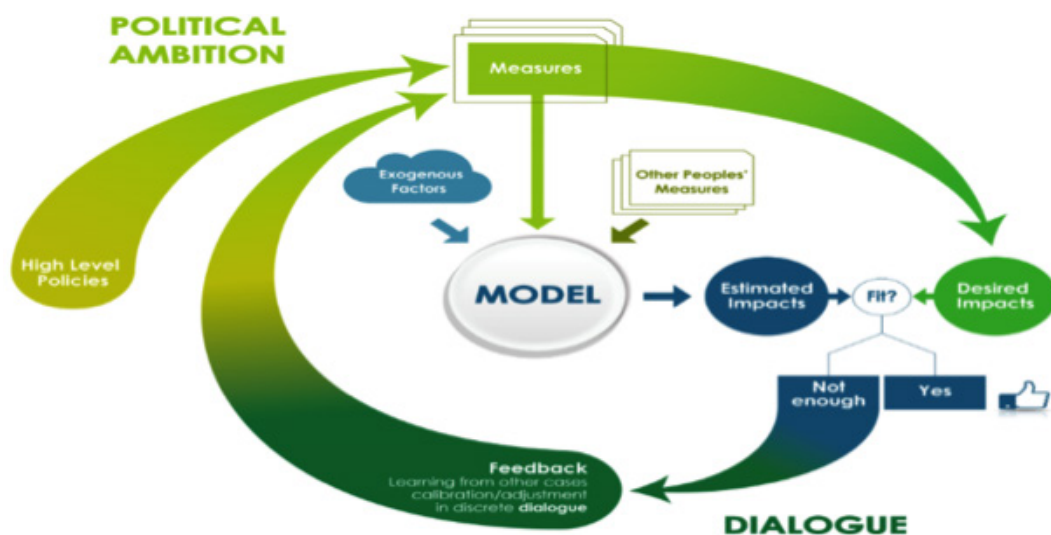 POLITICAL
AMBITION
Measures
Exogenous
Factors
Other Peoples'
Measures
High Level
Policies
MODEL
Estimated
Impacts
Fit?
Desired
Impacts
Not
enough
Yes
Feedback
Learning from other cases
calibration/adjustment
in discrete dialogue
DIALOGUE